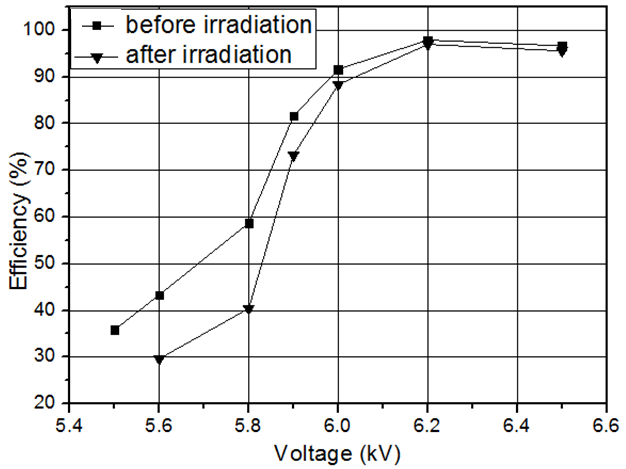 before irradiation
after irradiation
100
90
80
70
60
50
40
30
20
Efficiency (%)
5.4 5.6 5.8 6.0 6.2 6.4 6.6
Voltage (kV)